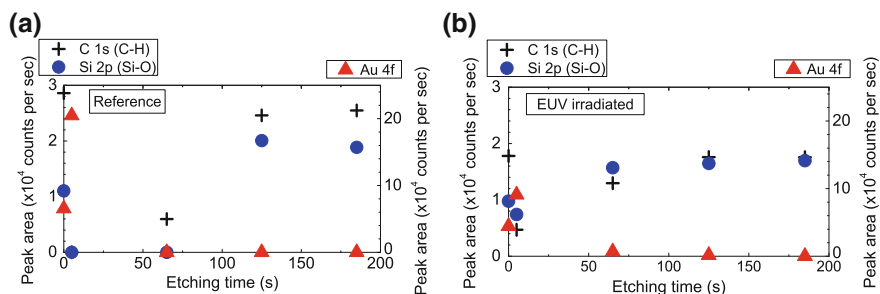 (a)
C 1s (C-H)
Si 2p (Si-O)
Au 4f
Reference
Peak area (x10⁴ counts per sec)
3
2
1
0
20
10
0
Peak area (x10⁴ counts per sec)
0 50 100 150 200
Etching time (s)
(b)
C 1s (C-H)
Si 2p (Si-O)
Au 4f
EUV irradiated
Peak area (x10⁴ counts per sec)
3
2
1
0
20
10
0
Peak area (x10⁴ counts per sec)
0 50 100 150 200
Etching time (s)